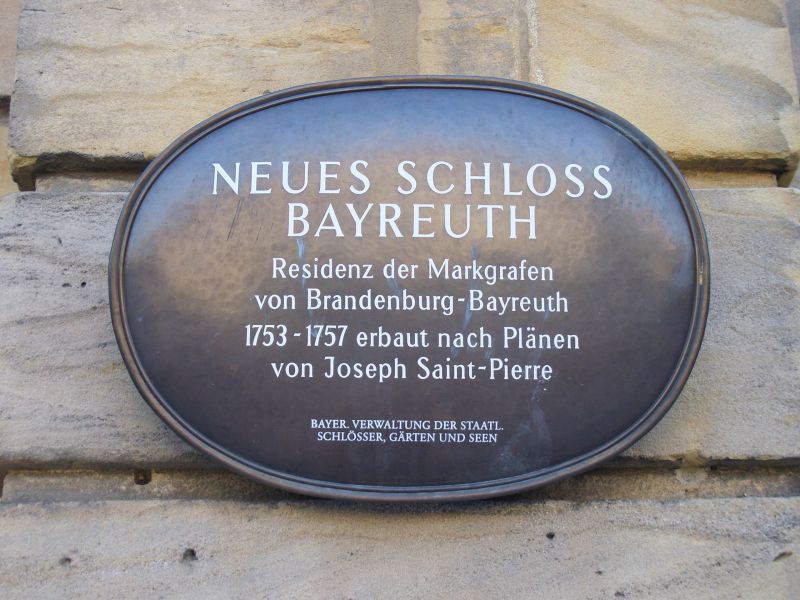 NEUES SCHLOSS
BAYREUTH
Residenz der Markgrafen
von Brandenburg-Bayreuth
1753-1757 erbaut nach Plänen
von Joseph Saint-Pierre
BAYER. VERWALTUNG DER STAATL.
SCHLÖSSER, GÄRTEN UND SEEN